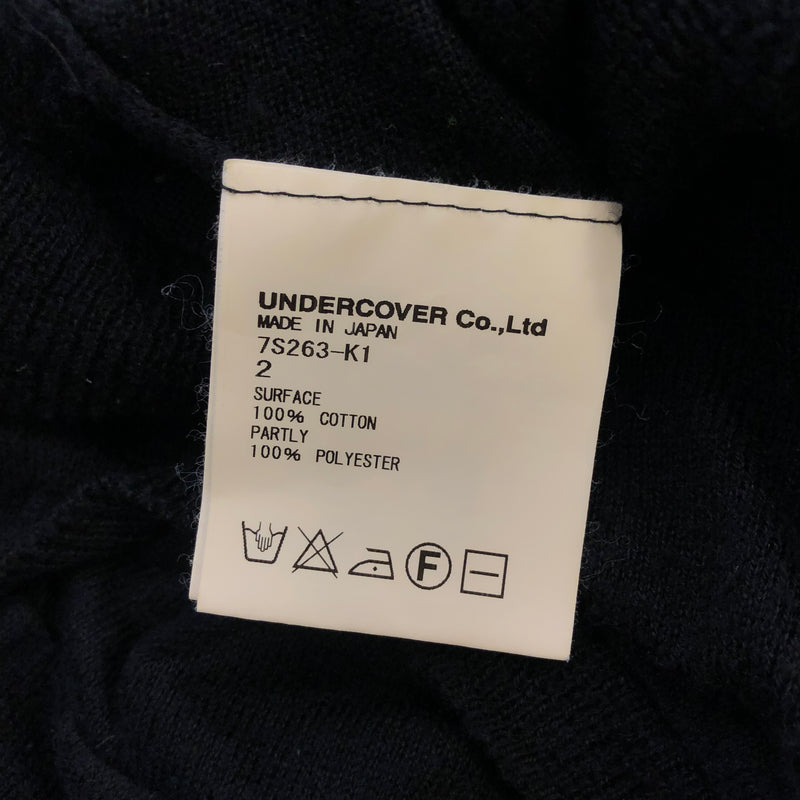 UNDERCOVER Co.,Ltd
MADE IN JAPAN
7S263-K1
2
SURFACE
100% COTTON
PARTLY
100% POLYESTER
F